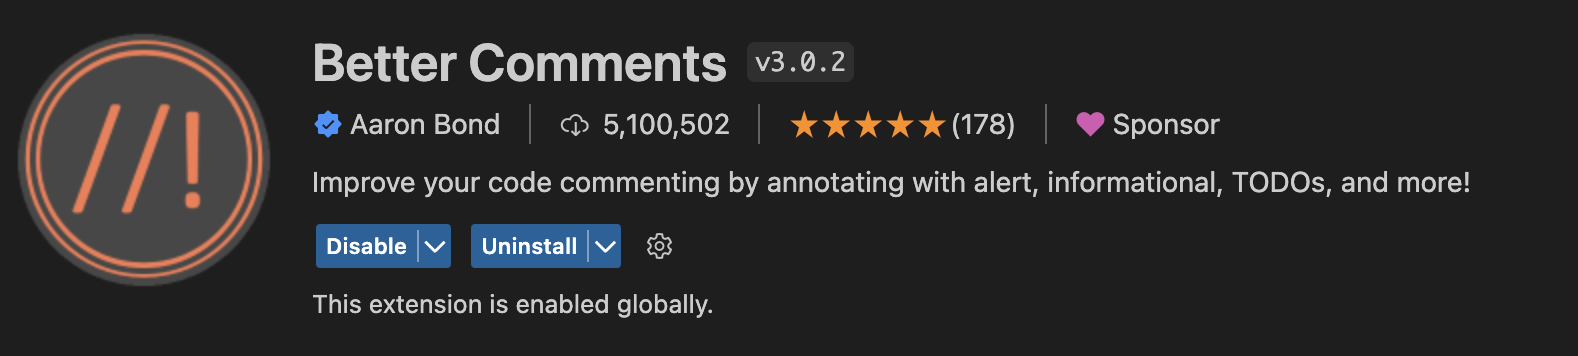 //!
Better Comments v3.0.2
Aaron Bond 5,100,502 (178) Sponsor
Improve your code commenting by annotating with alert, informational, TODOs, and more!
Disable Uninstall
This extension is enabled globally.